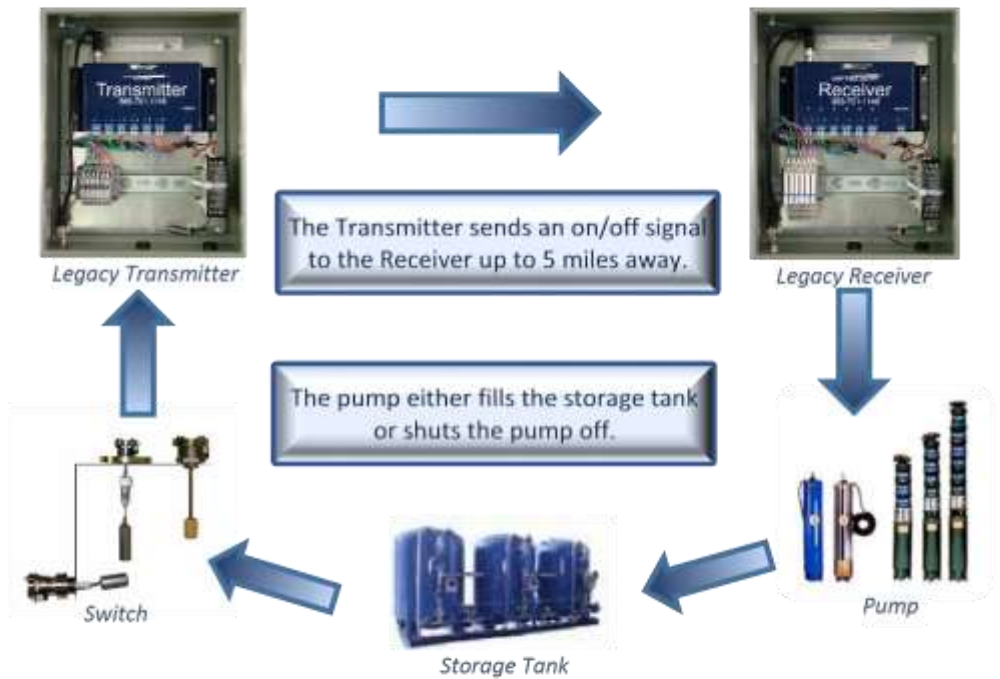 Transmitter
Receiver
The Transmitter sends an on/off signal
to the Receiver up to 5 miles away.
Legacy Transmitter
Legacy Receiver
The pump either fills the storage tank
or shuts the pump off.
Switch
Pump
Storage Tank